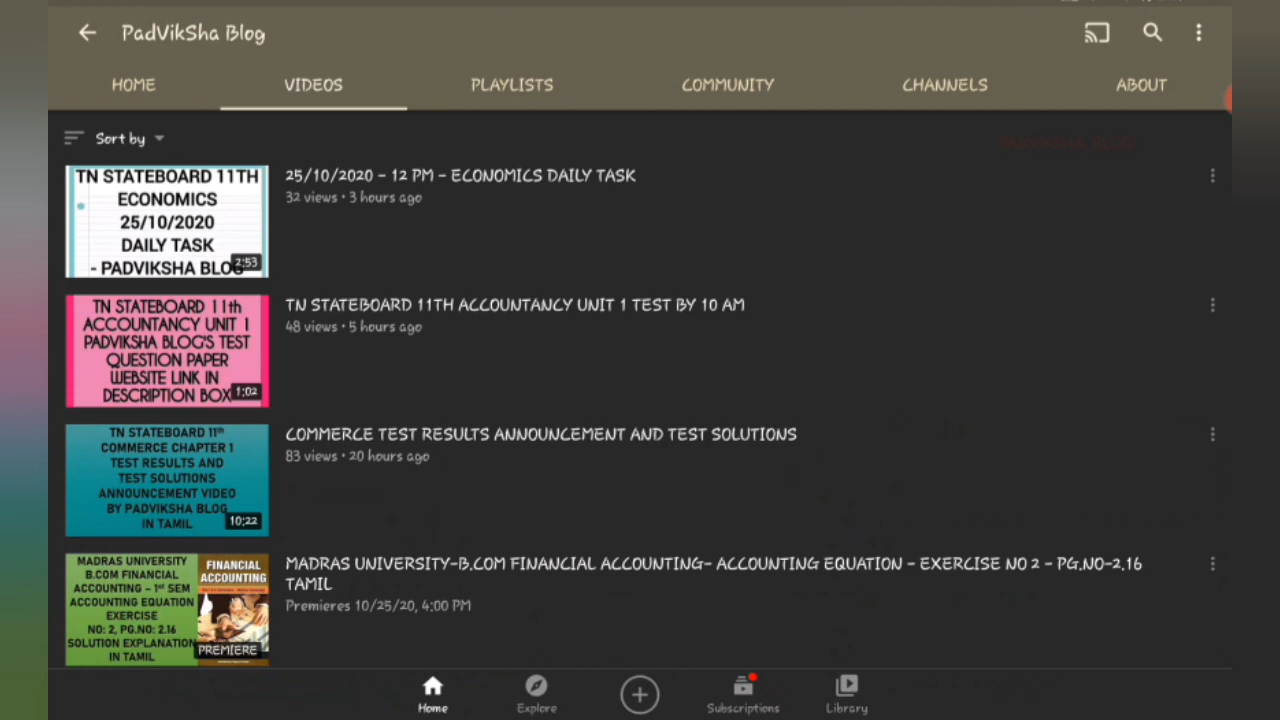 PadVikSha Blog
HOME
VIDEOS
PLAYLISTS
COMMUNITY
CHANNELS
ABOUT
Sort by
PADVIKSHA BLOG
TN STATEBOARD 11TH
ECONOMICS
25/10/2020
DAILY TASK
- PADVIKSHA BLOG
2:53
25/10/2020 - 12 PM - ECONOMICS DAILY TASK
32 views • 3 hours ago
TN STATEBOARD 11th
ACCOUNTANCY UNIT 1
PADVIKSHA BLOG'S TEST
QUESTION PAPER
WEBSITE LINK IN
DESCRIPTION BOX
1:02
TN STATEBOARD 11TH ACCOUNTANCY UNIT 1 TEST BY 10 AM
48 views • 5 hours ago
TN STATEBOARD 11th
COMMERCE CHAPTER 1
TEST RESULTS AND
TEST SOLUTIONS
ANNOUNCEMENT VIDEO
BY PADVIKSHA BLOG
IN TAMIL
10:22
COMMERCE TEST RESULTS ANNOUNCEMENT AND TEST SOLUTIONS
83 views • 20 hours ago
MADRAS UNIVERSITY
B.COM FINANCIAL
ACCOUNTING - 1st SEM
ACCOUNTING EQUATION
EXERCISE
NO: 2, PG.NO: 2.16
SOLUTION EXPLANATION
IN TAMIL
FINANCIAL
ACCOUNTING
PREMIERE
MADRAS UNIVERSITY-B.COM FINANCIAL ACCOUNTING- ACCOUNTING EQUATION - EXERCISE NO 2 - PG.NO-2.16
TAMIL
Premieres 10/25/20, 4:00 PM
Home
Explore
Subscriptions
Library